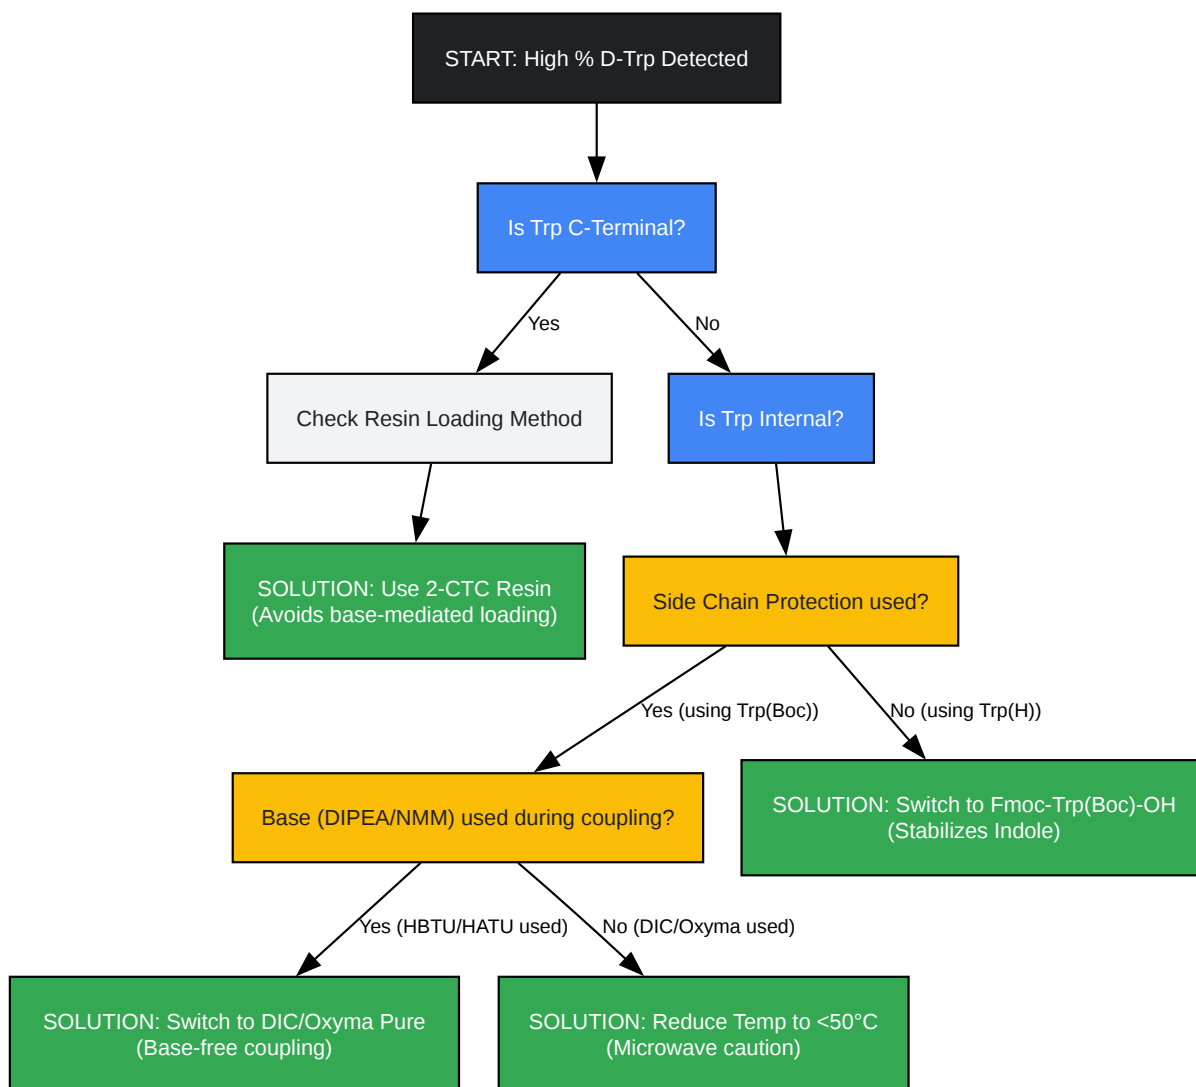 START: High % D-Trp Detected
Is Trp C-Terminal?
Yes
No
Check Resin Loading Method
Is Trp Internal?
SOLUTION: Use 2-CTC Resin
(Avoids base-mediated loading)
Side Chain Protection used?
Yes (using Trp(Boc))
No (using Trp(H))
Base (DIPEA/NMM) used during coupling?
SOLUTION: Switch to Fmoc-Trp(Boc)-OH
(Stabilizes Indole)
Yes (HBTU/HATU used)
No (DIC/Oxyma used)
SOLUTION: Switch to DIC/Oxyma Pure
(Base-free coupling)
SOLUTION: Reduce Temp to <50°C
(Microwave caution)